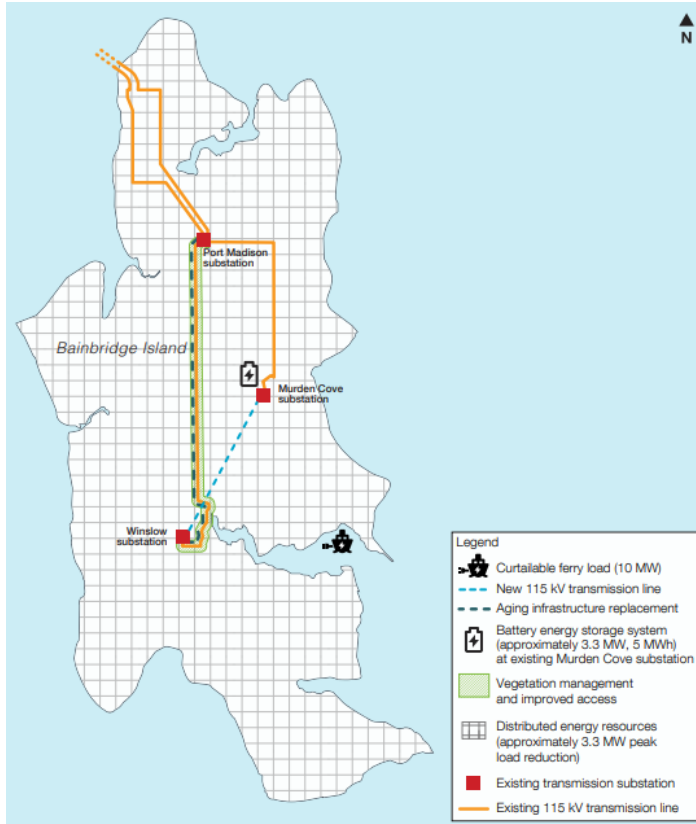 N
Port Madison
substation
Bainbridge Island
Murden Cove
substation
Winslow
substation
Legend
Curtailable ferry load (10 MW)
New 115 kV transmission line
Aging infrastructure replacement
Battery energy storage system
(approximately 3.3 MW, 5 MWh)
at existing Murden Cove substation
Vegetation management
and improved access
Distributed energy resources
(approximately 3.3 MW peak
load reduction)
Existing transmission substation
Existing 115 kV transmission line